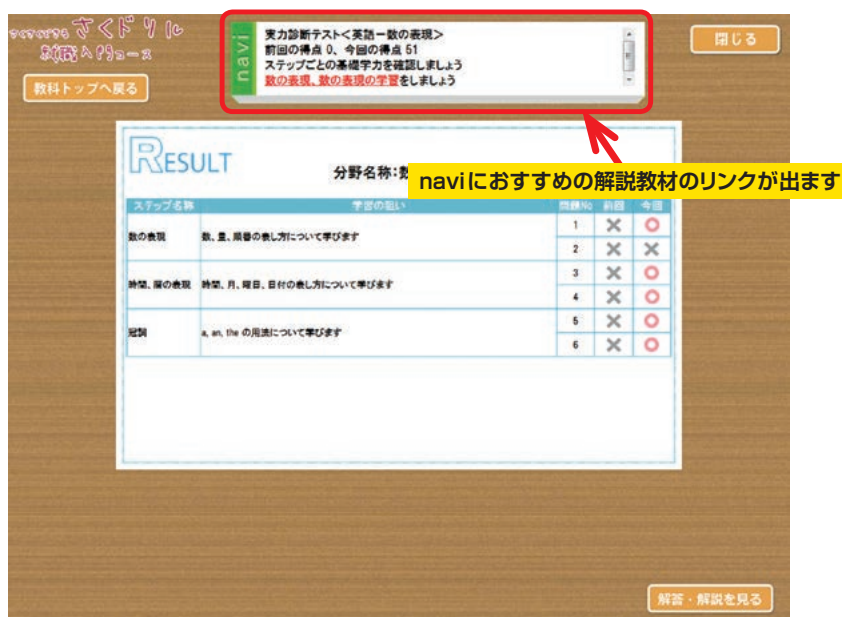 さくドリル
就職入門コース
教科トップへ戻る
navi
実力診断テスト<英語ー数の表現>
前回の得点 0、今回の得点 51
ステップごとの基礎学力を確認しましょう
数の表現、数の表現の学習をしましょう
閉じる
RESULT
分野名称:数
naviにおすすめの解説教材のリンクが出ます
ステップ名称 学習の狙い 問題No 前回 今回
数の表現 数、量、順番の表し方について学びます
1 × ○
2 × ×
時間、暦の表現 時間、月、曜日、日付の表し方について学びます
3 × ○
4 × ○
冠詞 a, an, the の用法について学びます
5 × ○
6 × ○
解答・解説を見る